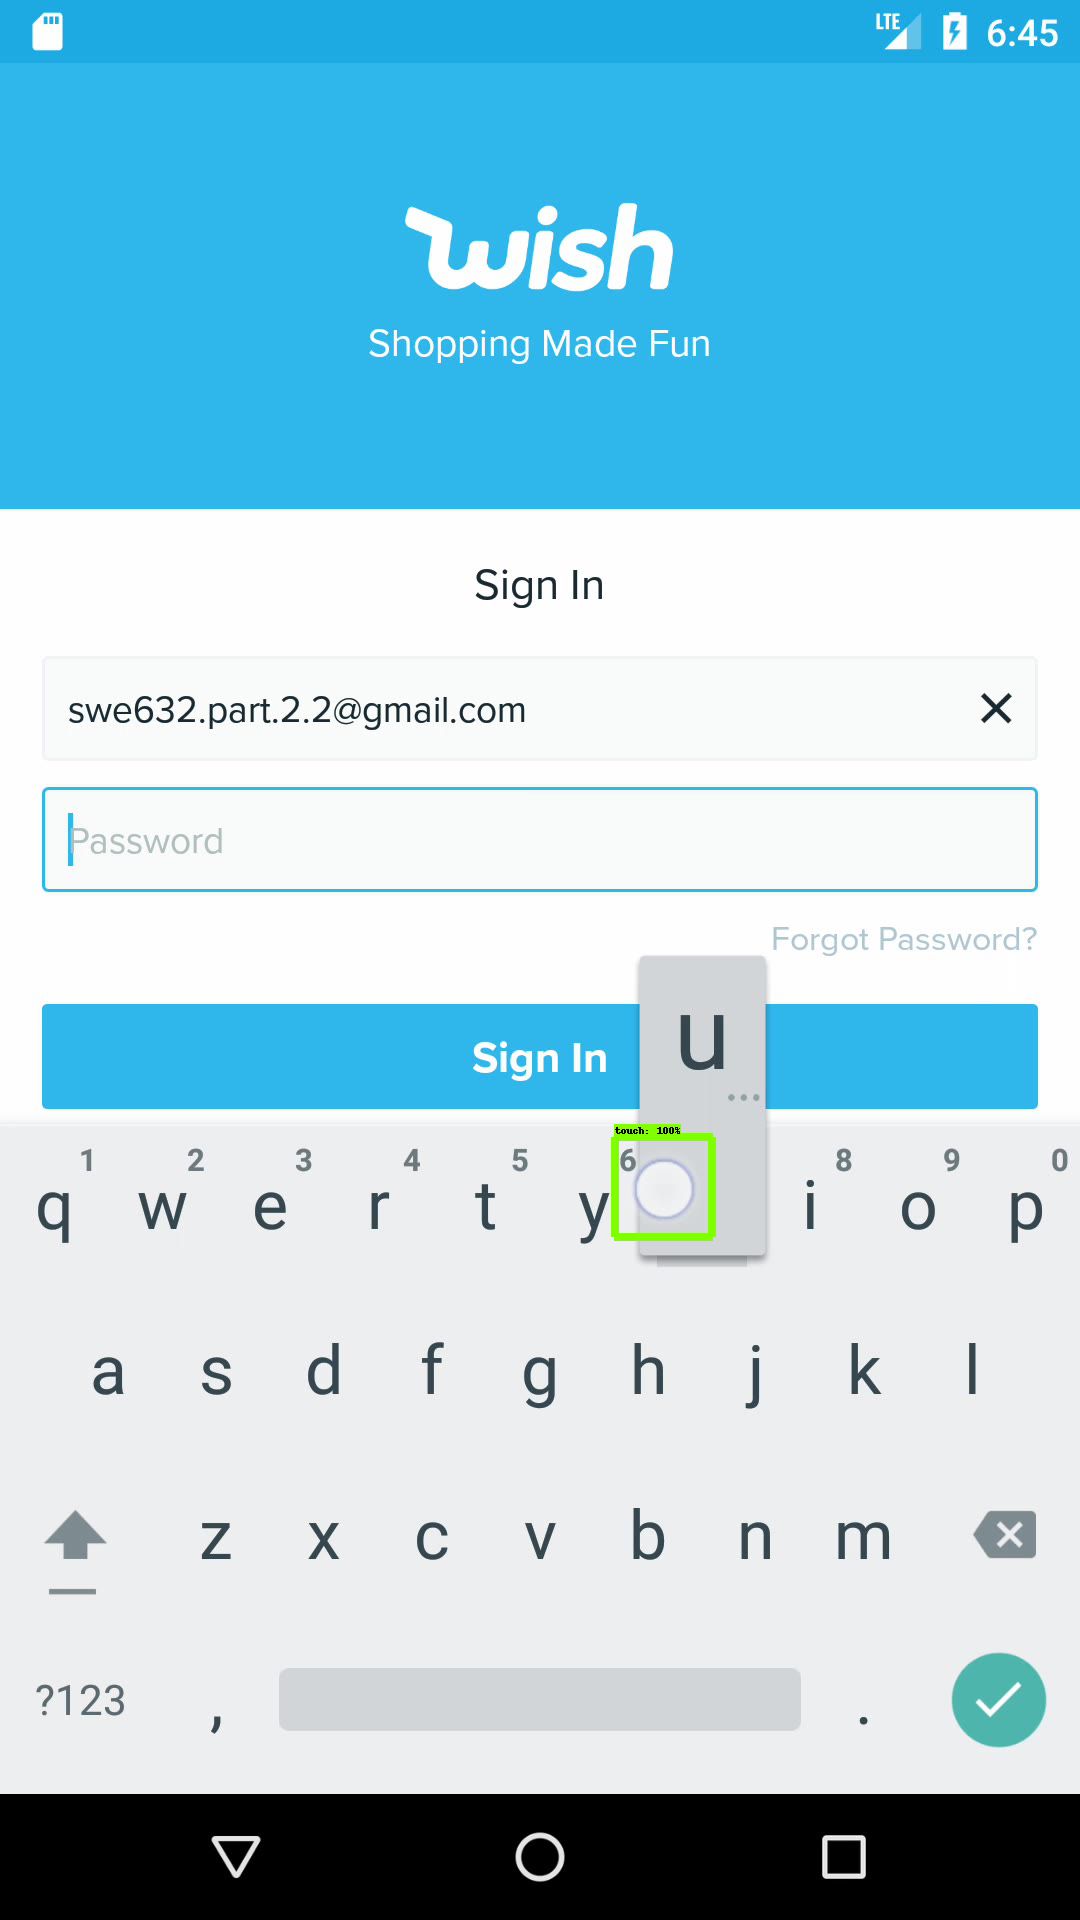 LTE 6:45
wish
Shopping Made Fun
Sign In
swe632.part.2.2@gmail.com
Password
Forgot Password?
Sign In
u
touch: 100%
1 2 3 4 5 6 8 9 0
q w e r t y i o p
a s d f g h j k l
z x c v b n m
?123 , .